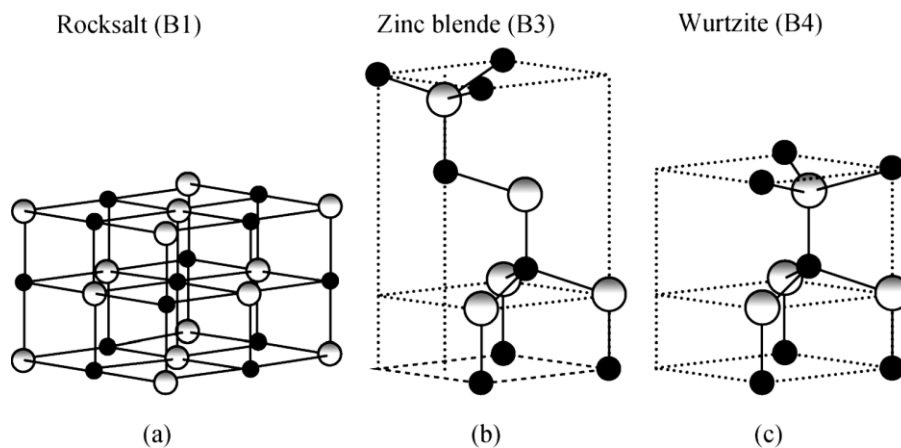 Rocksalt (B1)
Zinc blende (B3)
Wurtzite (B4)
(a)
(b)
(c)